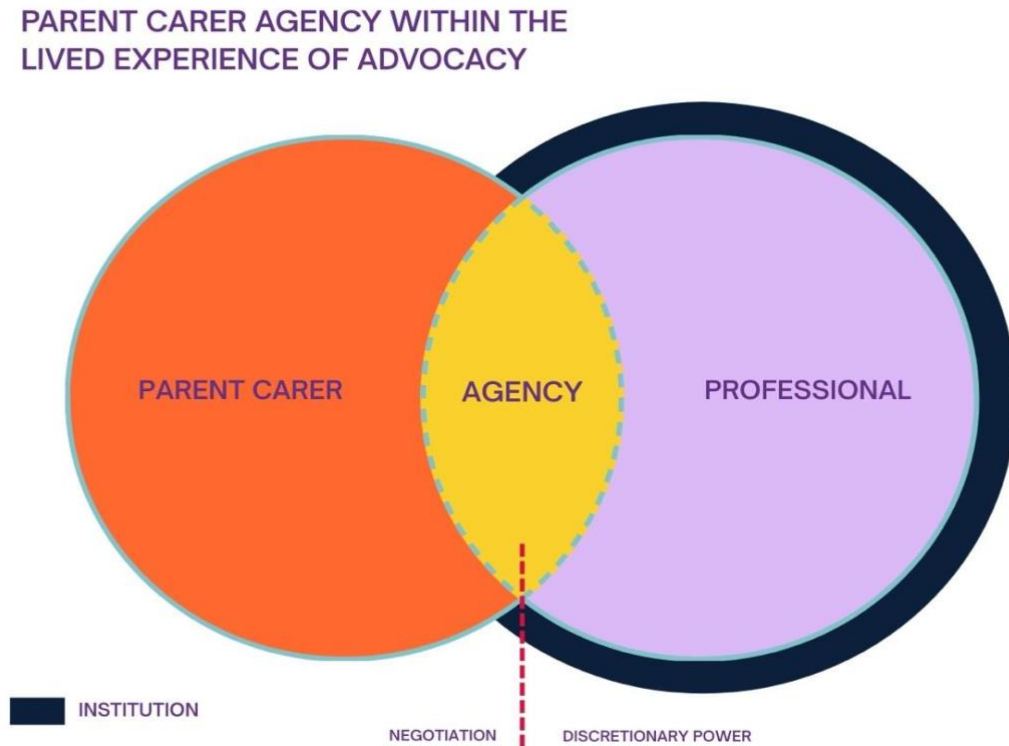 PARENT CARER AGENCY WITHIN THE
LIVED EXPERIENCE OF ADVOCACY
PARENT CARER
AGENCY
PROFESSIONAL
INSTITUTION
NEGOTIATION
DISCRETIONARY POWER